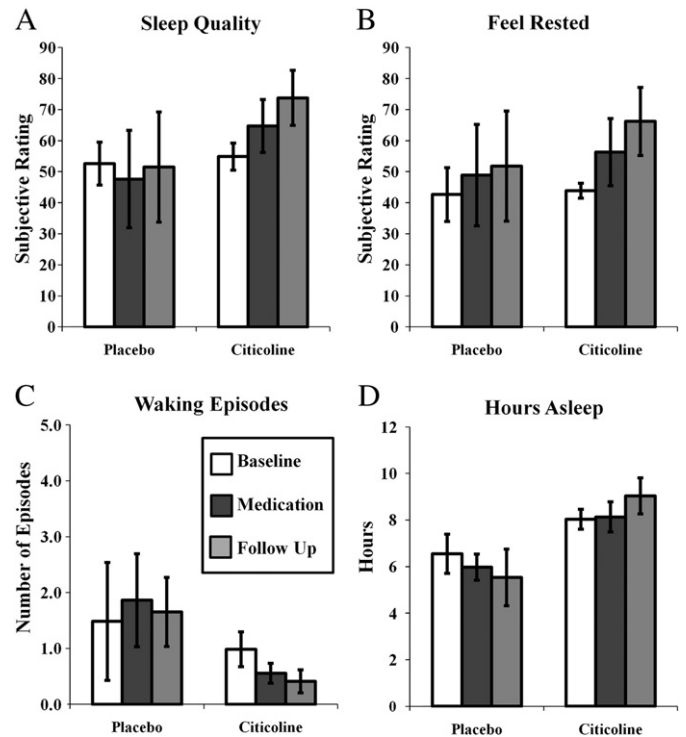 A
Sleep Quality
Subjective Rating
90
80
70
60
50
40
30
20
10
0
Placebo
Citicoline
B
Feel Rested
Subjective Rating
90
80
70
60
50
40
30
20
10
0
Placebo
Citicoline
C
Waking Episodes
Number of Episodes
5.0
4.0
3.0
2.0
1.0
0.0
Baseline
Medication
Follow Up
Placebo
Citicoline
D
Hours Asleep
Hours
12
10
8
6
4
2
0
Placebo
Citicoline